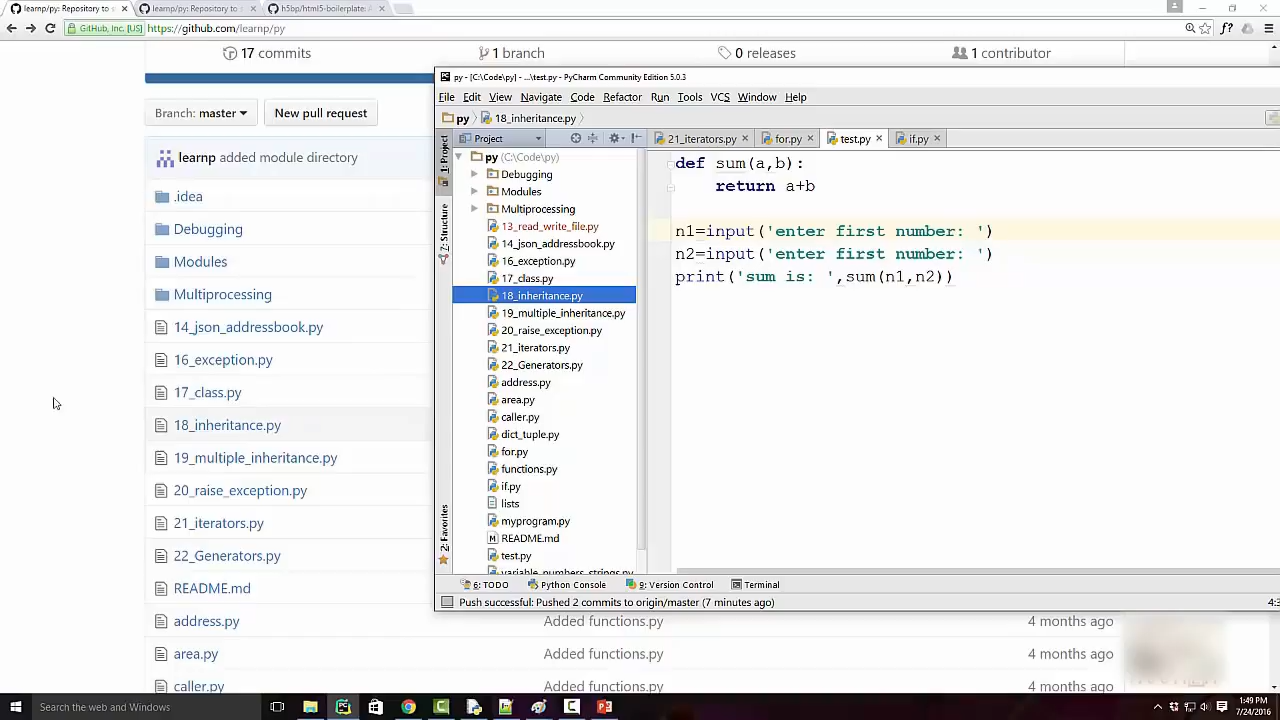 learnp/py: Repository to
learnp/py: Repository to
h5bp/html5-boilerplate:
GitHub, Inc. [US]
https://github.com/learnp/py
17 commits
1 branch
0 releases
1 contributor
Branch: master
New pull request
learnp added module directory
.idea
Debugging
Modules
Multiprocessing
14_json_addressbook.py
16_exception.py
17_class.py
18_inheritance.py
19_multiple_inheritance.py
20_raise_exception.py
21_iterators.py
22_Generators.py
README.md
address.py
Added functions.py
4 months ago
area.py
Added functions.py
4 months ago
caller.py
Added functions.py
4 months ago
py - [C:\Code\py] - ...\test.py - PyCharm Community Edition 5.0.3
File Edit View Navigate Code Refactor Run Tools VCS Window Help
py
18_inheritance.py
1: Project
7: Structure
2: Favorites
Project
py (C:\Code\py)
Debugging
Modules
Multiprocessing
13_read_write_file.py
14_json_addressbook.py
16_exception.py
17_class.py
18_inheritance.py
19_multiple_inheritance.py
20_raise_exception.py
21_iterators.py
22_Generators.py
address.py
area.py
caller.py
dict_tuple.py
for.py
functions.py
if.py
lists
myprogram.py
README.md
test.py
variable_numbers_strings.py
21_iterators.py
for.py
test.py
if.py
def sum(a,b):
return a+b
n1=input('enter first number: ')
n2=input('enter first number: ')
print('sum is: ',sum(n1,n2))
6: TODO
Python Console
9: Version Control
Terminal
Push successful: Pushed 2 commits to origin/master (7 minutes ago)
Search the web and Windows
1:49 PM
7/24/2016